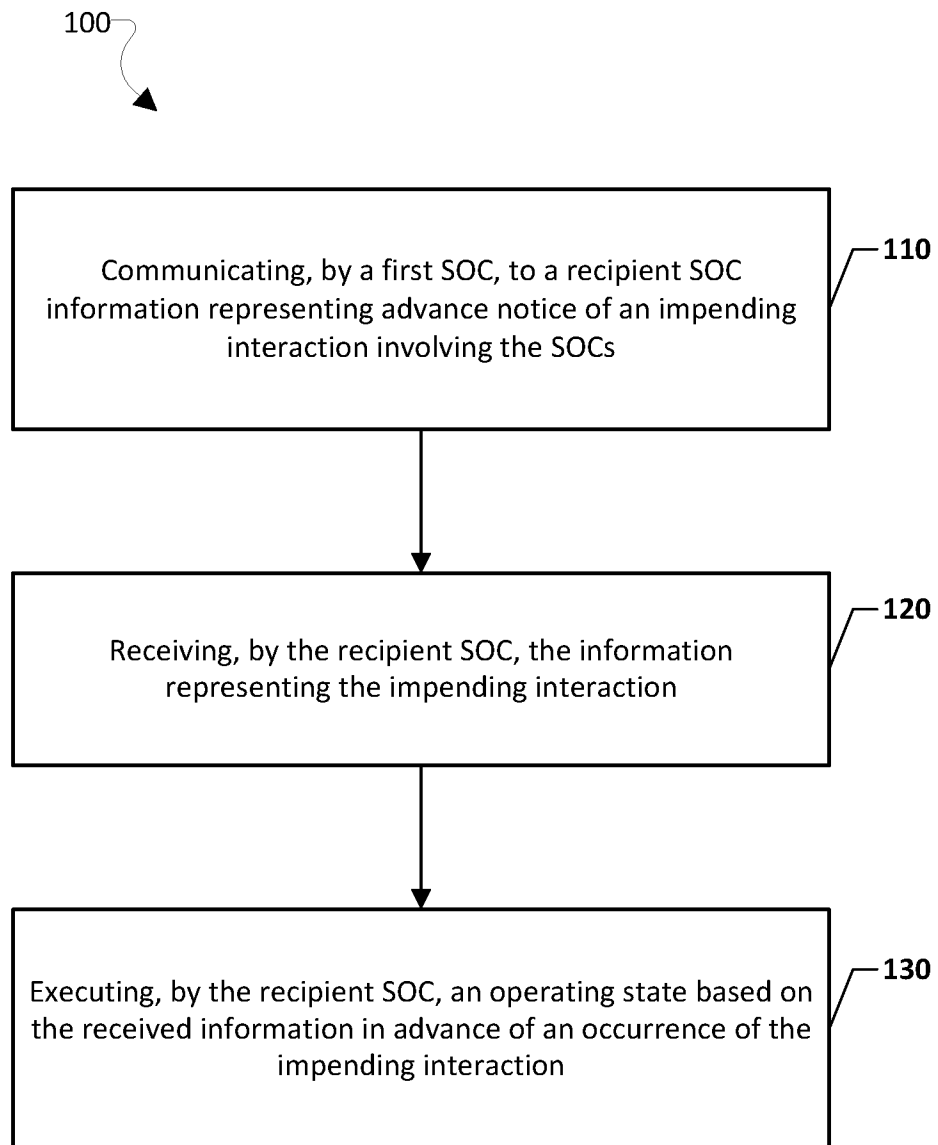 100
Communicating, by a first SOC, to a recipient SOC
information representing advance notice of an impending
interaction involving the SOCs
110
Receiving, by the recipient SOC, the information
representing the impending interaction
120
Executing, by the recipient SOC, an operating state based on
the received information in advance of an occurrence of the
impending interaction
130